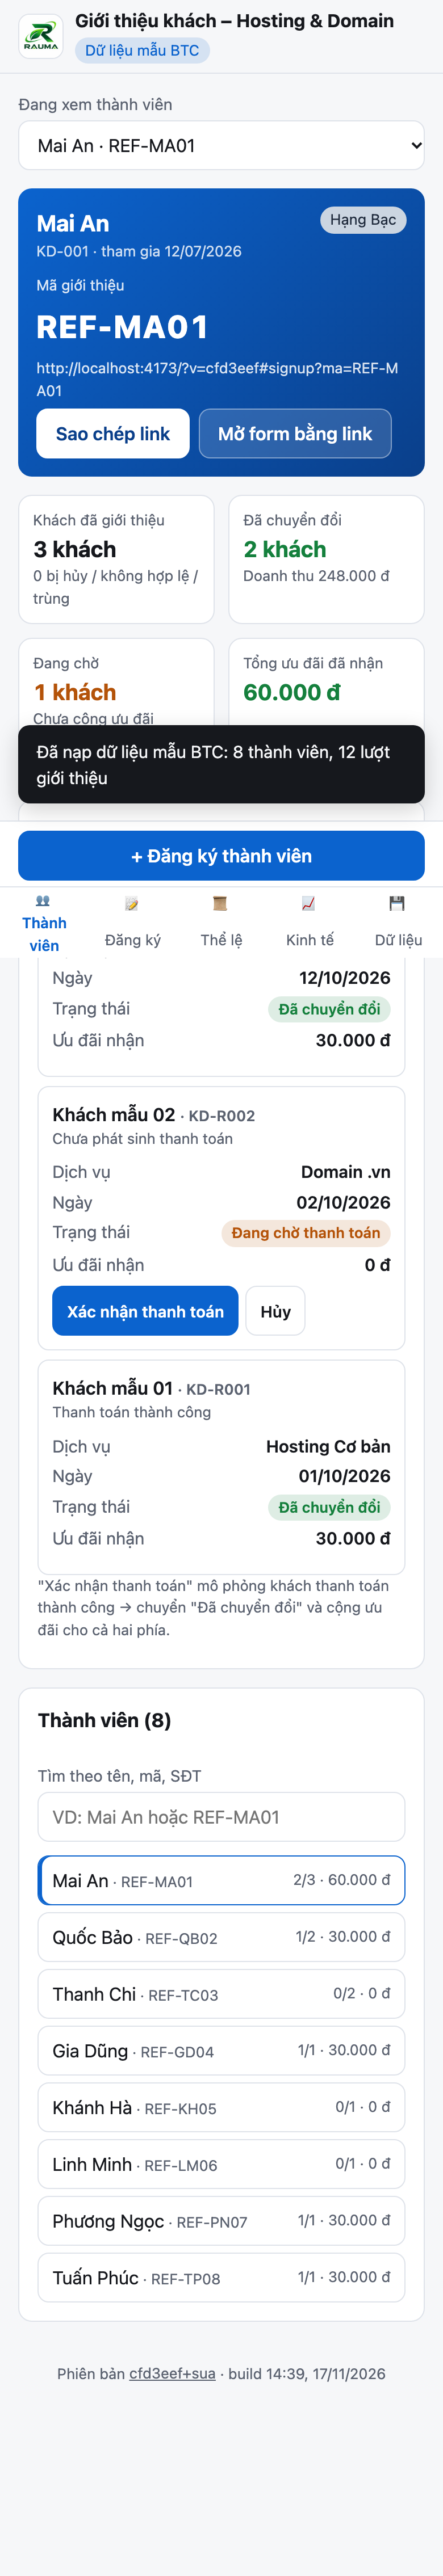 RAUMA
Giới thiệu khách – Hosting & Domain
Dữ liệu mẫu BTC
Đang xem thành viên
Mai An · REF-MA01
Mai An
Hạng Bạc
KD-001 · tham gia 12/07/2026
Mã giới thiệu
REF-MA01
http://localhost:4173/?v=cfd3eef#signup?ma=REF-M
A01
Sao chép link
Mở form bằng link
Khách đã giới thiệu
3 khách
0 bị hủy / không hợp lệ /
trùng
Đã chuyển đổi
2 khách
Doanh thu 248.000 đ
Đang chờ
1 khách
Chưa cộng ưu đãi
Tổng ưu đãi đã nhận
60.000 đ
Đã nạp dữ liệu mẫu BTC: 8 thành viên, 12 lượt
giới thiệu
+ Đăng ký thành viên
Thành
viên
Đăng ký
Thể lệ
Kinh tế
Dữ liệu
Ngày
12/10/2026
Trạng thái
Đã chuyển đổi
Ưu đãi nhận
30.000 đ
Khách mẫu 02 · KD-R002
Chưa phát sinh thanh toán
Dịch vụ
Domain .vn
Ngày
02/10/2026
Trạng thái
Đang chờ thanh toán
Ưu đãi nhận
0 đ
Xác nhận thanh toán
Hủy
Khách mẫu 01 · KD-R001
Thanh toán thành công
Dịch vụ
Hosting Cơ bản
Ngày
01/10/2026
Trạng thái
Đã chuyển đổi
Ưu đãi nhận
30.000 đ
"Xác nhận thanh toán" mô phỏng khách thanh toán
thành công → chuyển "Đã chuyển đổi" và cộng ưu
đãi cho cả hai phía.
Thành viên (8)
Tìm theo tên, mã, SĐT
VD: Mai An hoặc REF-MA01
Mai An · REF-MA01
2/3 · 60.000 đ
Quốc Bảo · REF-QB02
1/2 · 30.000 đ
Thanh Chi · REF-TC03
0/2 · 0 đ
Gia Dũng · REF-GD04
1/1 · 30.000 đ
Khánh Hà · REF-KH05
0/1 · 0 đ
Linh Minh · REF-LM06
0/1 · 0 đ
Phương Ngọc · REF-PN07
1/1 · 30.000 đ
Tuấn Phúc · REF-TP08
1/1 · 30.000 đ
Phiên bản cfd3eef+sua · build 14:39, 17/11/2026